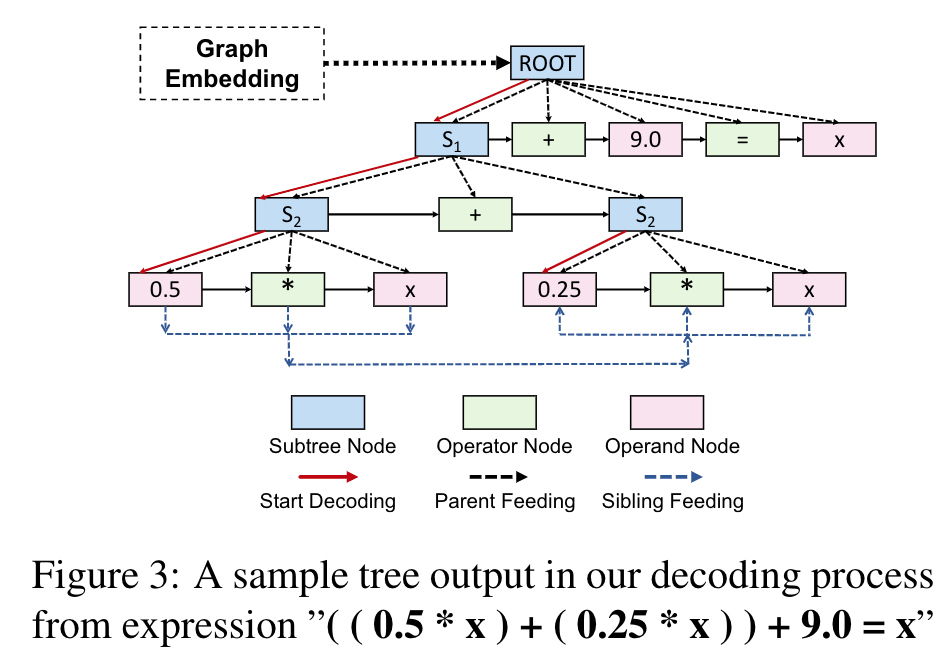 Graph
Embedding
ROOT
S₁ + 9.0 = x
S₂ + S₂
0.5 * x 0.25 * x
Subtree Node Operator Node Operand Node
Start Decoding Parent Feeding Sibling Feeding
Figure 3: A sample tree output in our decoding process
from expression ”( ( 0.5 * x ) + ( 0.25 * x ) ) + 9.0 = x”